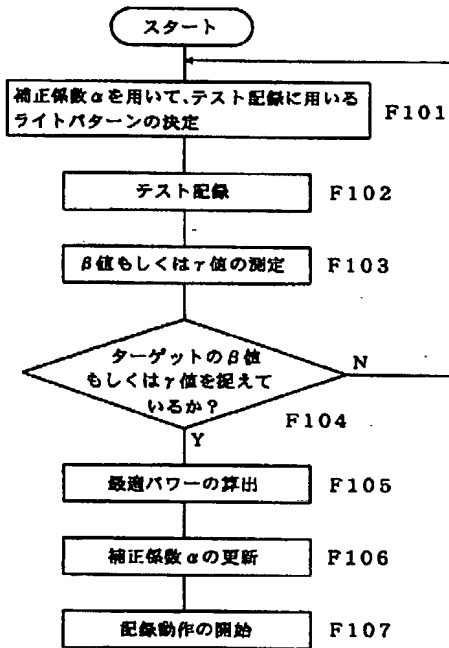 スタート
補正係数αを用いて、テスト記録に用いる
ライトパターンの決定
F101
テスト記録
F102
β値もしくはγ値の測定
F103
ターゲットのβ値
もしくはγ値を捉えて
いるか?
N
F104
Y
最適パワーの算出
F105
補正係数αの更新
F106
記録動作の開始
F107